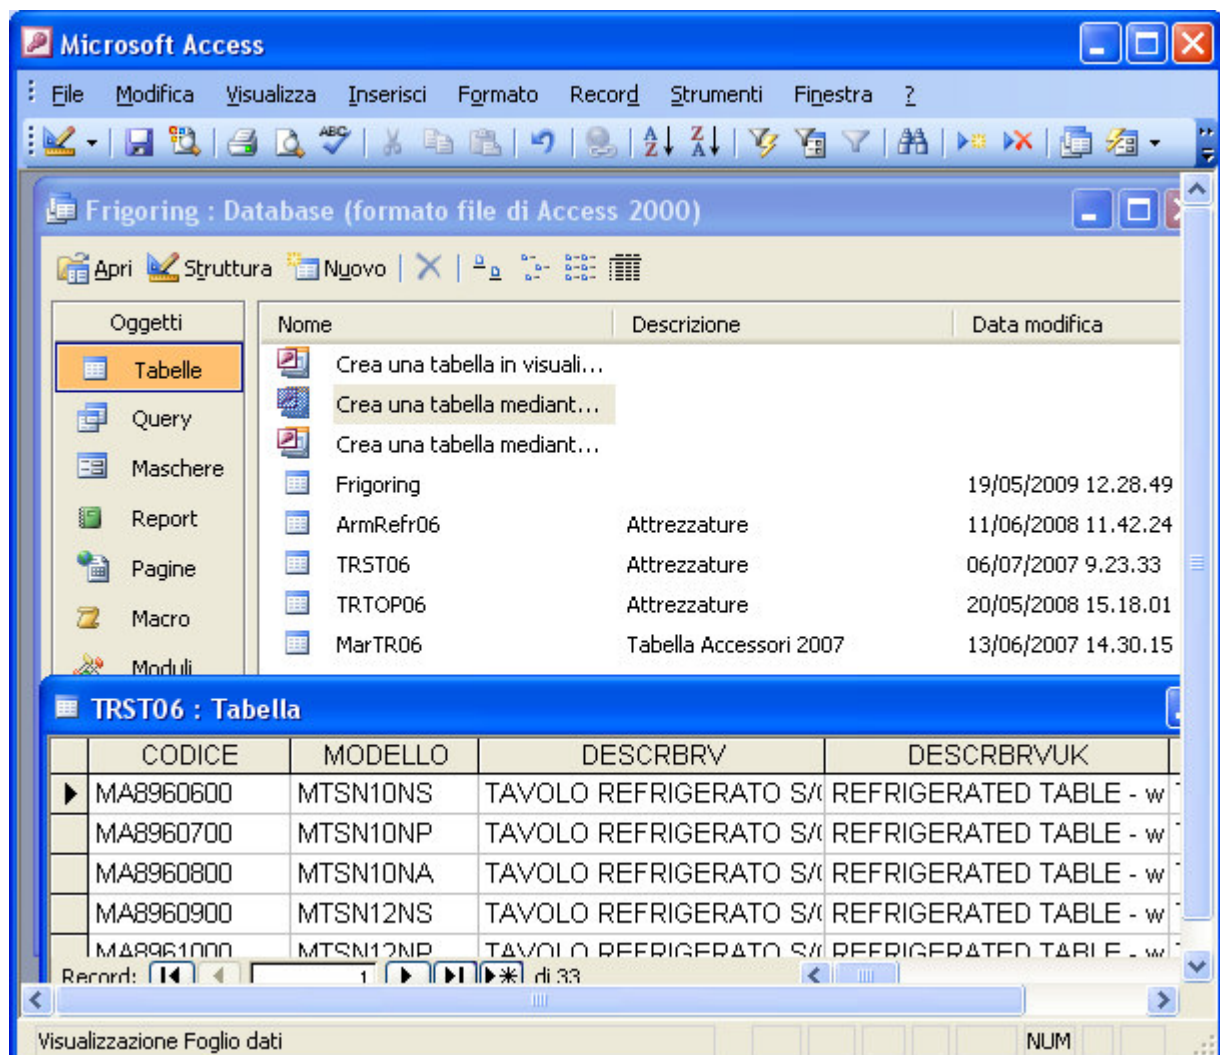 Microsoft Access
File Modifica Visualizza Inserisci Formato Record Strumenti Finestra ?
Frigoring : Database (formato file di Access 2000)
Apri Struttura Nuovo
Oggetti Nome Descrizione Data modifica
Tabelle Crea una tabella in visuali...
Query Crea una tabella mediant...
Crea una tabella mediant...
Maschere Frigoring 19/05/2009 12.28.49
Report ArmRefr06 Attrezzature 11/06/2008 11.42.24
Pagine TRST06 Attrezzature 06/07/2007 9.23.33
Macro TRTOP06 Attrezzature 20/05/2008 15.18.01
Moduli MarTR06 Tabella Accessori 2007 13/06/2007 14.30.15
TRST06 : Tabella
CODICE MODELLO DESCRBRV DESCRBRVUK
MA8960600 MTSN10NS TAVOLO REFRIGERATO S/ REFRIGERATED TABLE - w
MA8960700 MTSN10NP TAVOLO REFRIGERATO S/ REFRIGERATED TABLE - w
MA8960800 MTSN10NA TAVOLO REFRIGERATO S/ REFRIGERATED TABLE - w
MA8960900 MTSN12NS TAVOLO REFRIGERATO S/ REFRIGERATED TABLE - w
MA8961000 MTSN12NP TAVOLO REFRIGERATO S/ REFRIGERATED TABLE - w
Record: 1 di 33
Visualizzazione Foglio dati NUM